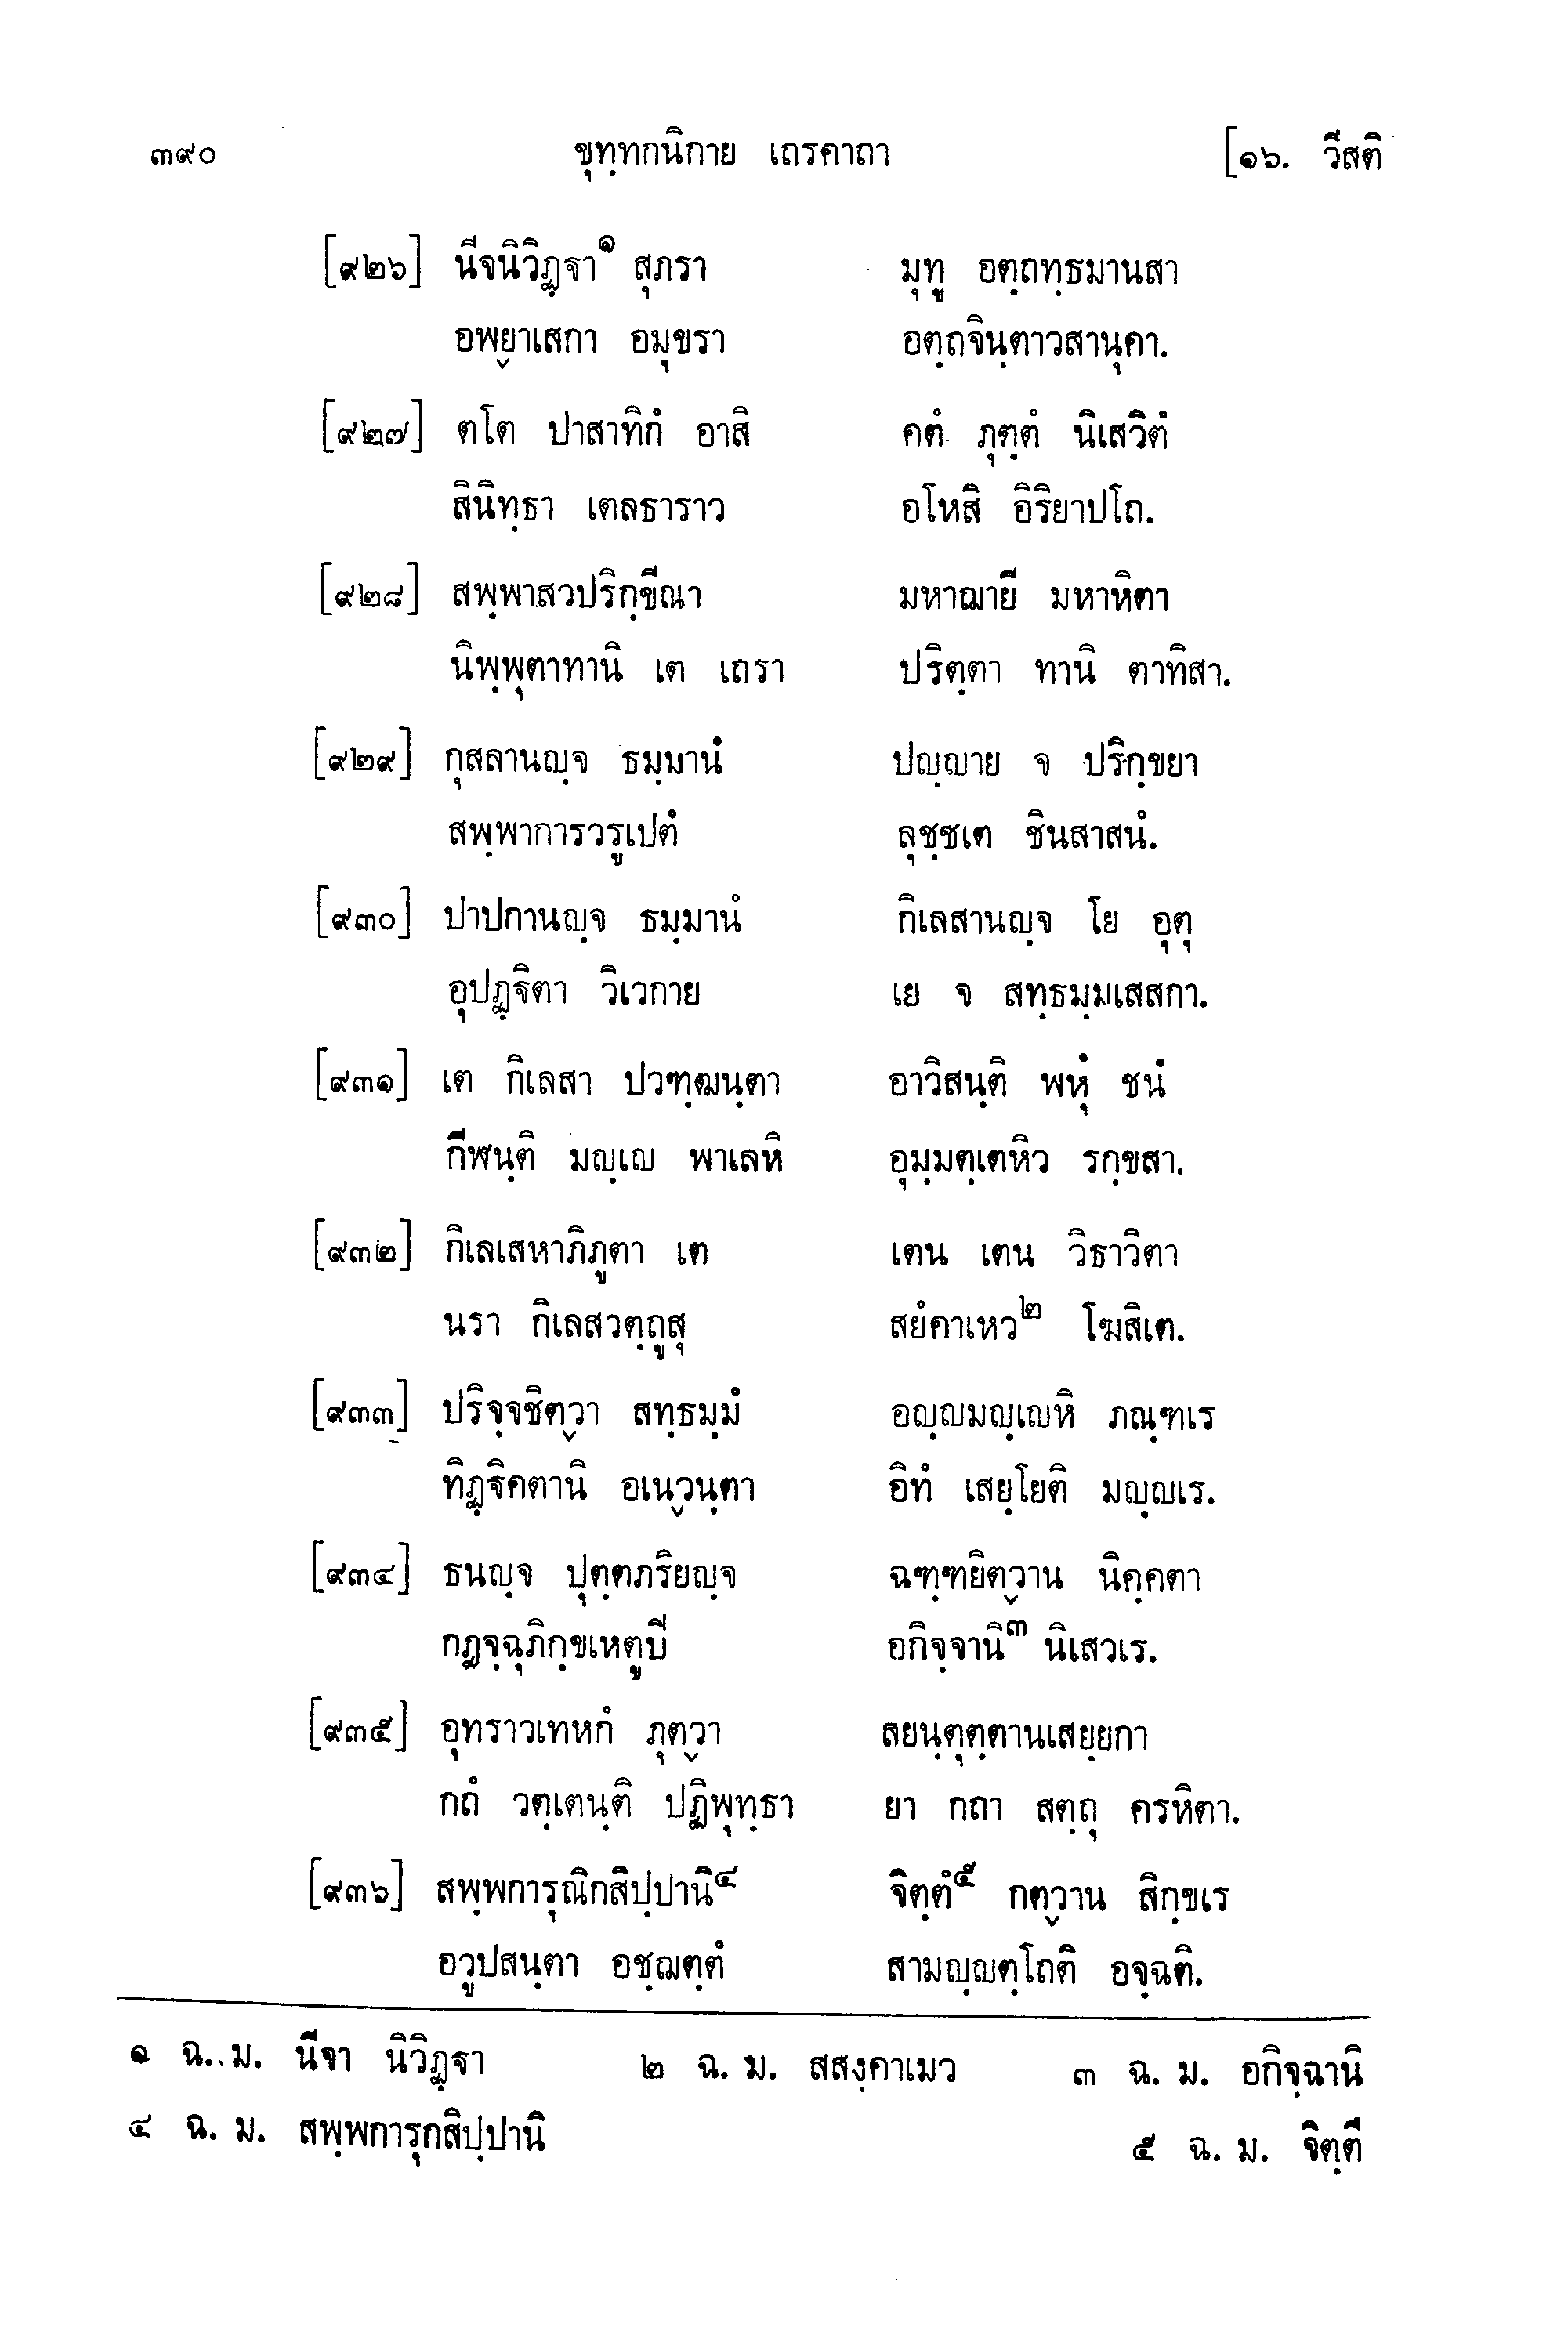 ๓๙๐ ขุทฺทกนิกาย เถรคาถา [๑๖. วีสติ
[๙๒๖] นีจนิวิฏฺฐา๑ สุภรา มุทู อตฺถทฺธมานสา
อพฺยาเสกา อมุขรา อตฺถจินฺตาวสานุคา.
[๙๒๗] ตโต ปาสาทิกํ อาสิ คตํ ภุตฺตํ นิเสวิตํ
สินิทฺธา เตลธาราว อโหสิ อิริยาปโถ.
[๙๒๘] สพฺพาสวปริกฺขีณา มหาฌายี มหาหิตา
นิพฺพุตาทานิ เต เถรา ปริตฺตา ทานิ ตาทิสา.
[๙๒๙] กุสลานญฺจ ธมฺมานํ ปญฺญาย จ ปริกฺขยา
สพฺพาการวรูเปตํ ลุชฺชเต ชินสาสนํ.
[๙๓๐] ปาปกานญฺจ ธมฺมานํ กิเลสานญฺจ โย อุตุ
อุปฏฺฐิตา วิเวกาย เย จ สทฺธมฺมเสสกา.
[๙๓๑] เต กิเลสา ปวฑฺฒนฺตา อาวิสนฺติ พหุํ ชนํ
กีฬนฺติ มญฺเญ พาเลหิ อุมฺมตฺเตหิว รกฺขสา.
[๙๓๒] กิเลเสหาภิภูตา เต เตน เตน วิธาวิตา
นรา กิเลสวตฺถูสุ สยํคาเหว๒ โฆสิเต.
[๙๓๓] ปริจฺจชิตฺวา สทฺธมฺมํ อญฺญมญฺเญหิ ภณฺฑเร
ทิฏฺฐิคตานิ อเนฺวนฺตา อิทํ เสยฺโยติ มญฺญเร.
[๙๓๔] ธนญฺจ ปุตฺตภริยญฺจ ฉฑฺฑยิตฺวาน นิคฺคตา
กฏจฺฉุภิกฺขเหตูปี อกิจฺจานิ๓ นิเสวเร.
[๙๓๕] อุทราวเทหกํ ภุตฺวา สยนฺตุตฺตานเสยฺยกา
กถํ วตฺเตนฺติ ปฏิพุทฺธา ยา กถา สตฺถุ ครหิตา.
[๙๓๖] สพฺพการุณิกสิปฺปานิ๔ จิตฺตํ๕ กตฺวาน สิกฺขเร
อวูปสนฺตา อชฺฌตฺตํ สามญฺญตฺโถติ อจฺฉติ.
๑ ฉ. ม. นีจา นิวิฏฺฐา ๒ ฉ. ม. สสงฺคาเมว ๓ ฉ. ม. อกิจฺฉานิ
๔ ฉ. ม. สพฺพการุกสิปฺปานิ ๕ ฉ. ม. จิตฺตึ